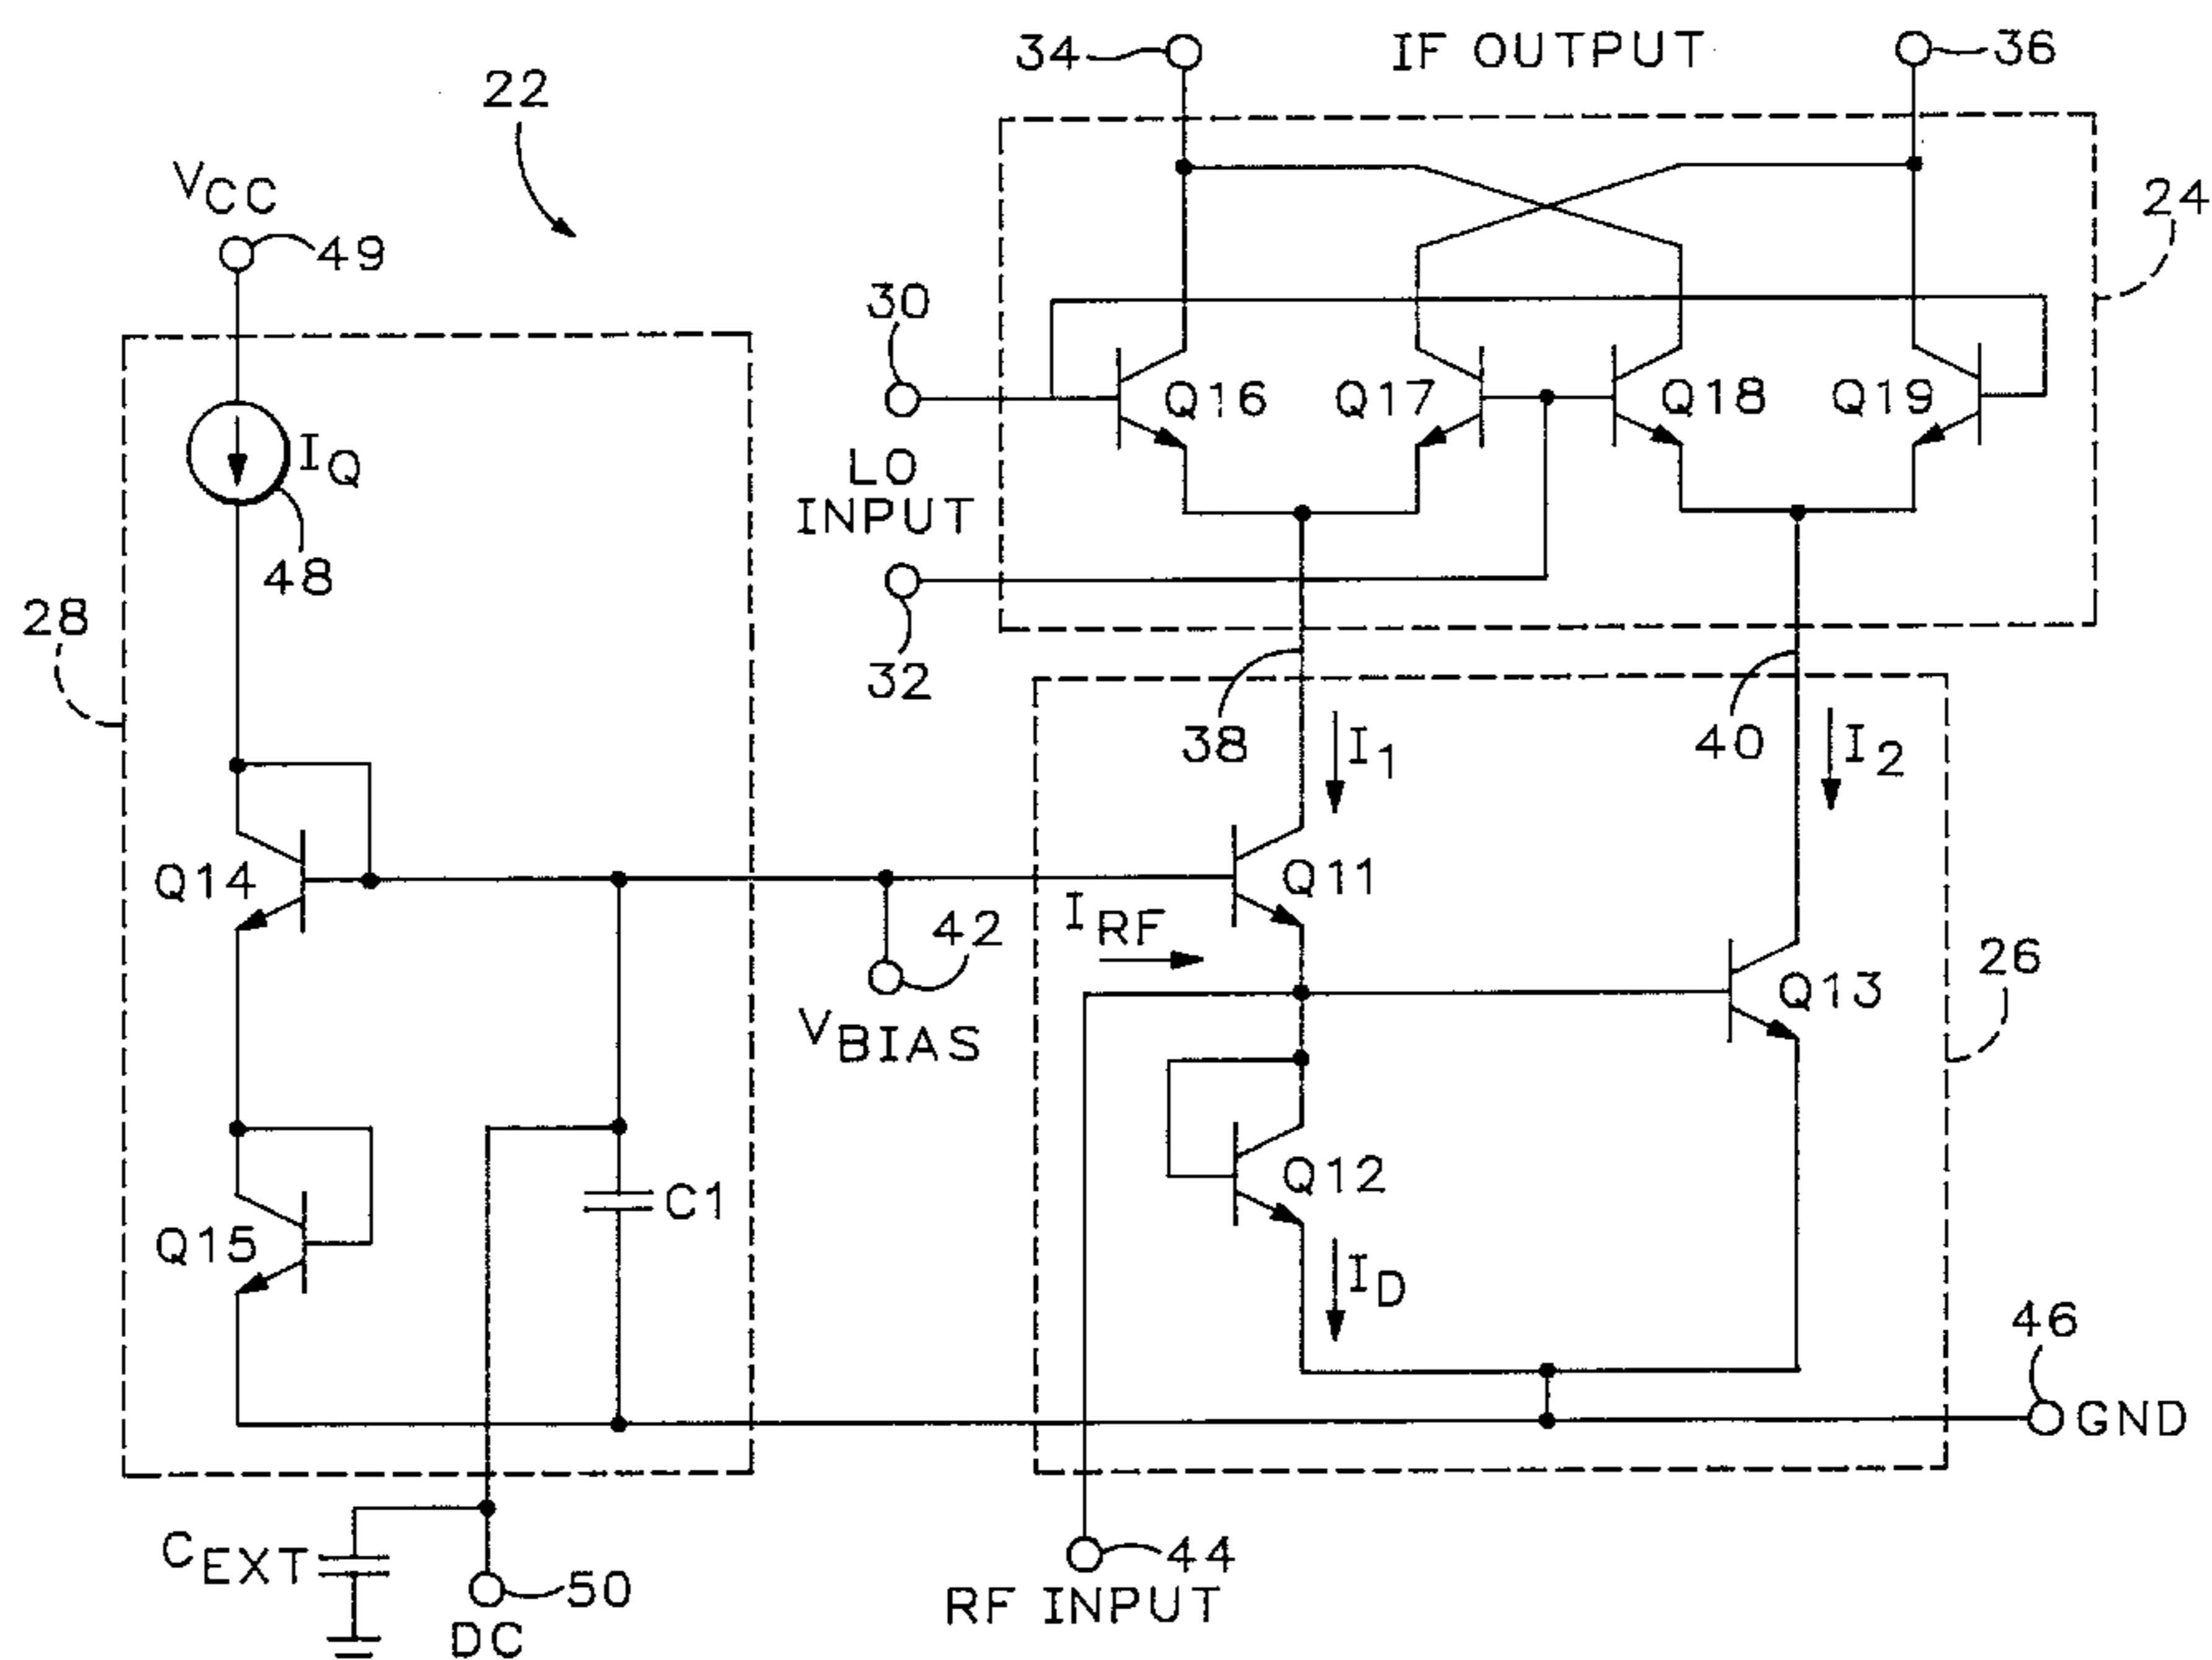 34
IF OUTPUT
36
22
VCC
49
24
30
Q16
Q17
Q18
Q19
IQ
LO
INPUT
48
28
32
38
I1
40
I2
Q14
Q11
IRF
42
26
Q13
VBIAS
Q12
C1
Q15
ID
46
GND
CEXT
44
50
RF INPUT
DC